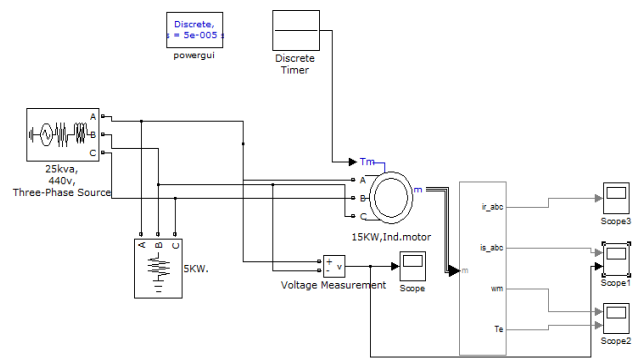 Discrete,
s = 5e-005
powergui
Discrete
Timer
A
B
C
25kva,
440v,
Three-Phase Source
Tm
A
B
C
m
15KW,Ind.motor
A
B
C
5KW.
+
-
v
Voltage Measurement
Scope
m
ir_abc
is_abc
wm
Te
Scope3
Scope1
Scope2